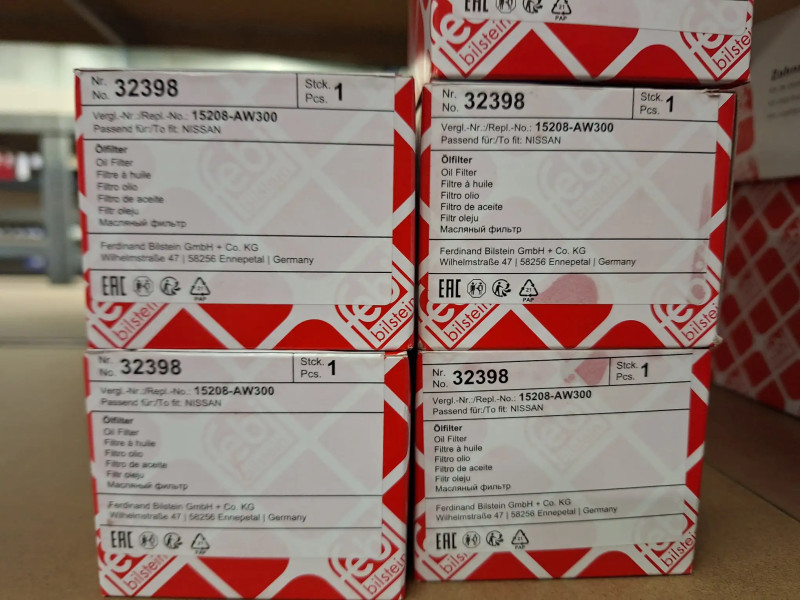 EAC
PAP
febi
bilstein
Nr.
No. 32398
Stck.
Pcs. 1
Vergl.-Nr.:/Repl.-No.: 15208-AW300
Passend für:/To fit: NISSAN
Ölfilter
Oil Filter
Filtre à huile
Filtro olio
Filtro de aceite
Filtr oleju
Масляный фильтр
Ferdinand Bilstein GmbH + Co. KG
Wilhelmstraße 47 | 58256 Ennepetal | Germany
EAC
PAP
febi
bilstein
Nr.
No. 32398
Stck.
Pcs. 1
Vergl.-Nr.:/Repl.-No.: 15208-AW300
Passend für:/To fit: NISSAN
Ölfilter
Oil Filter
Filtre à huile
Filtro olio
Filtro de aceite
Filtr oleju
Масляный фильтр
Ferdinand Bilstein GmbH + Co. KG
Wilhelmstraße 47 | 58256 Ennepetal | Germany
EAC
21
PAP
febi
bilstein
Nr.
No. 32398
Stck.
Pcs. 1
Vergl.-Nr.:/Repl.-No.: 15208-AW300
Passend für:/To fit: NISSAN
Ölfilter
Oil Filter
Filtre à huile
Filtro olio
Filtro de aceite
Filtr oleju
Масляный фильтр
Ferdinand Bilstein GmbH + Co. KG
Wilhelmstraße 47 | 58256 Ennepetal | Germany
EAC
PAP
febi
bilstein
Nr.
No. 32398
Stck.
Pcs. 1
Vergl.-Nr.:/Repl.-No.: 15208-AW300
Passend für:/To fit: NISSAN
Ölfilter
Oil Filter
Filtre à huile
Filtro olio
Filtro de aceite
Filtr oleju
Масляный фильтр
Ferdinand Bilstein GmbH + Co. KG
Wilhelmstraße 47 | 58256 Ennepetal | Germany
EAC
PAP
febi
bilstein